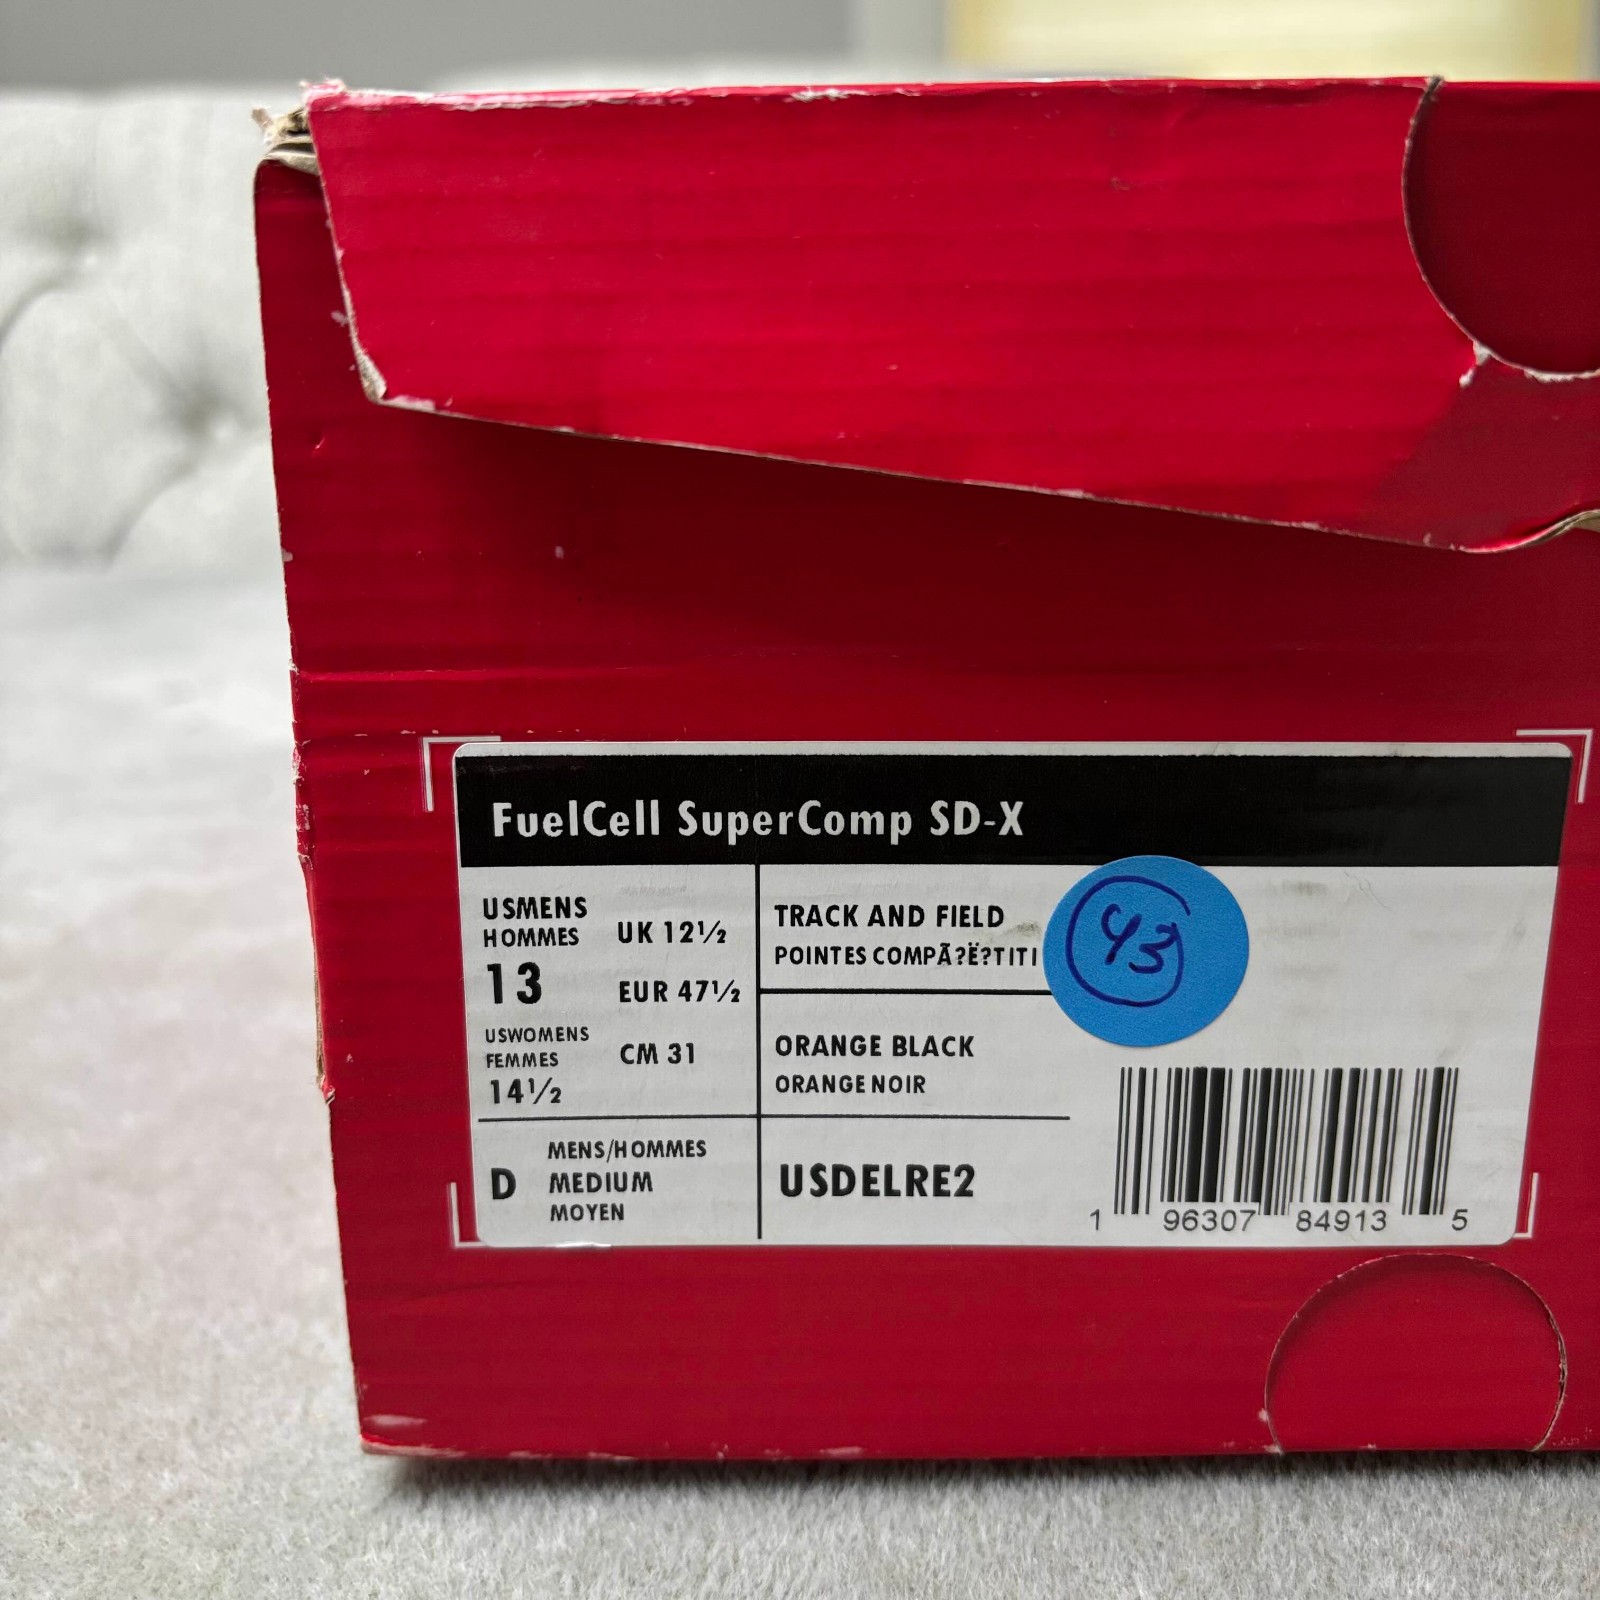 FuelCell SuperComp SD-X
USMENS
HOMMES
13
UK 12½
EUR 47½
USWOMENS
FEMMES
14½
CM 31
D
MENS/HOMMES
MEDIUM
MOYEN
TRACK AND FIELD
POINTES COMPÃ?Ë?TITI
43
ORANGE BLACK
ORANGE NOIR
USDELRE2
1 96307 84913 5